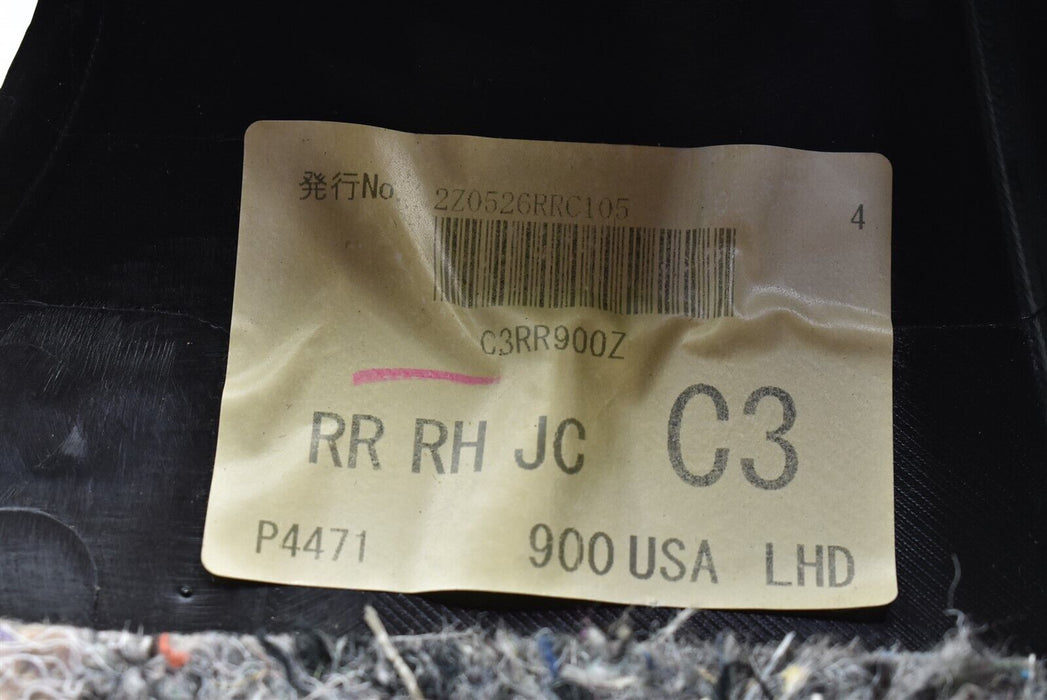 発行No. 2Z0526RRC105
4
C3RR900Z
RR RH JC C3
P4471 900 USA LHD